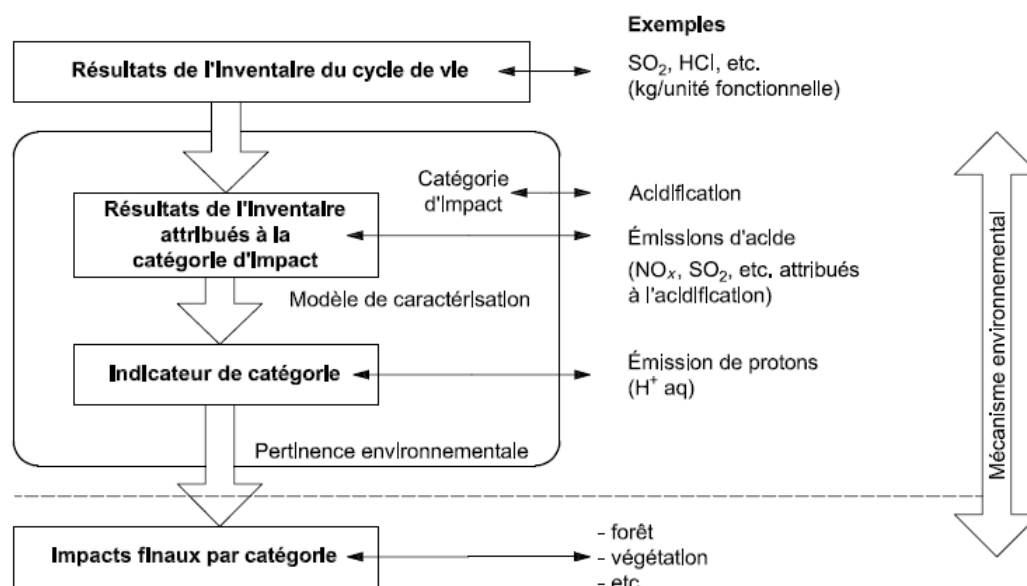 Exemples
Résultats de l'Inventaire du cycle de vie
SO₂, HCl, etc.
(kg/unité fonctionnelle)
Catégorie
d'Impact
Acidification
Résultats de l'Inventaire
attribués à la
catégorie d'Impact
Émissions d'acide
(NOₓ, SO₂, etc. attribués
à l'acidification)
Modèle de caractérisation
Indicateur de catégorie
Émission de protons
(H⁺ aq)
Pertinence environnementale
Mécanisme environnemental
Impacts finaux par catégorie
- forêt
- végétation
- etc